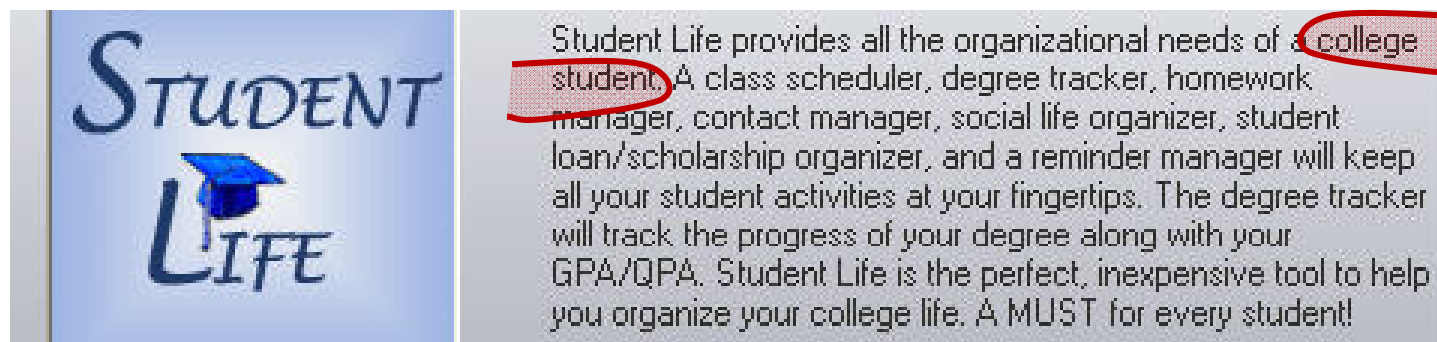 STUDENT
LIFE
Student Life provides all the organizational needs of a college
student. A class scheduler, degree tracker, homework
manager, contact manager, social life organizer, student
loan/scholarship organizer, and a reminder manager will keep
all your student activities at your fingertips. The degree tracker
will track the progress of your degree along with your
GPA/QPA. Student Life is the perfect, inexpensive tool to help
you organize your college life. A MUST for every student!